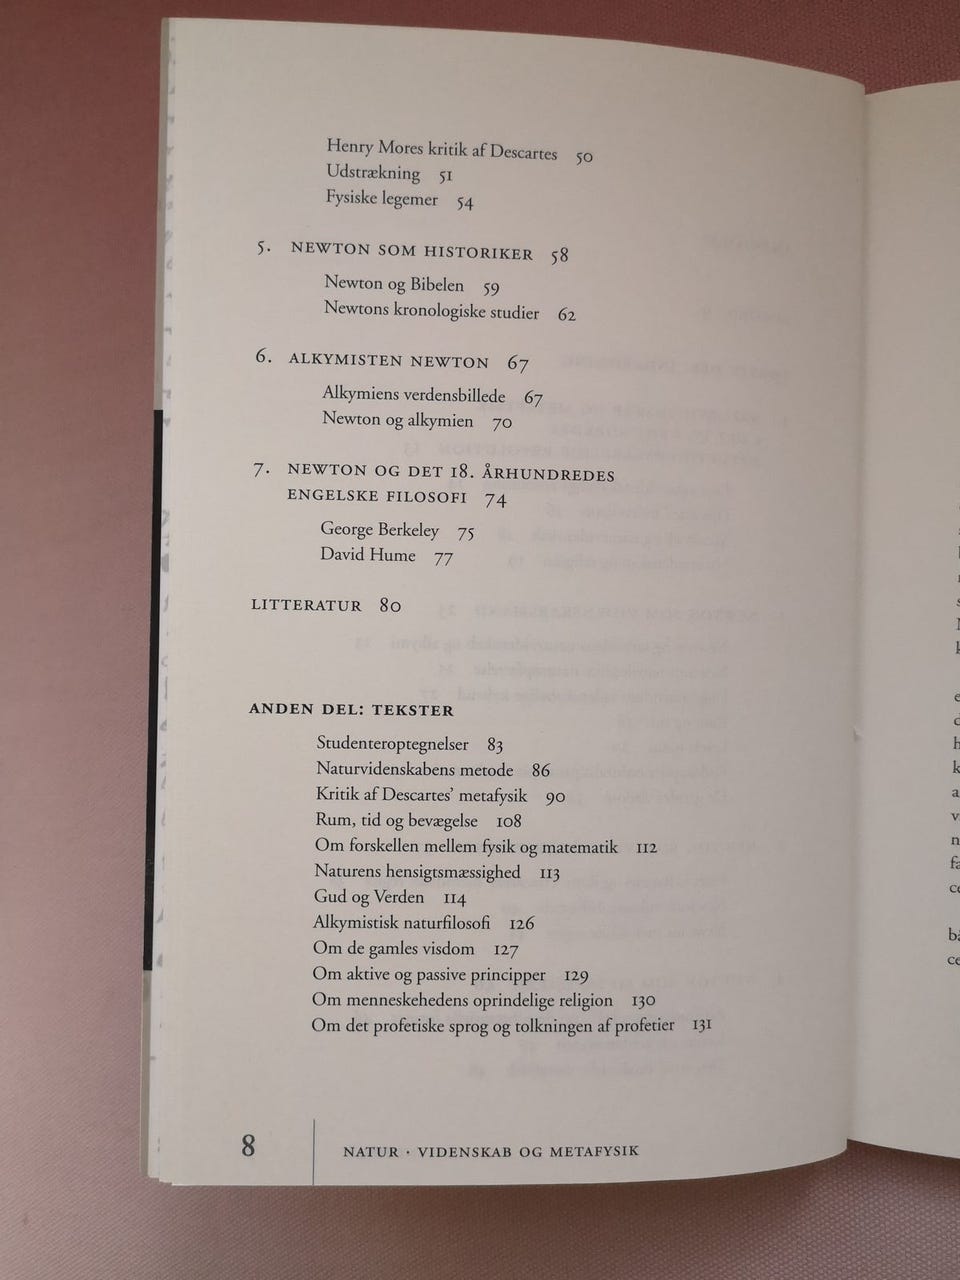 Henry Mores kritik af Descartes 50
Udstrækning 51
Fysiske legemer 54
5. NEWTON SOM HISTORIKER 58
Newton og Bibelen 59
Newtons kronologiske studier 62
6. ALKYMISTEN NEWTON 67
Alkymiens verdensbillede 67
Newton og alkymien 70
7. NEWTON OG DET 18. ÅRHUNDREDES
ENGELSKE FILOSOFI 74
George Berkeley 75
David Hume 77
LITTERATUR 80
ANDEN DEL: TEKSTER
Studenteroptegnelser 83
Naturvidenskabens metode 86
Kritik af Descartes' metafysik 90
Rum, tid og bevægelse 108
Om forskellen mellem fysik og matematik 112
Naturens hensigtsmæssighed 113
Gud og Verden 114
Alkymistisk naturfilosofi 126
Om de gamles visdom 127
Om aktive og passive principper 129
Om menneskehedens oprindelige religion 130
Om det profetiske sprog og tolkningen af profetier 131
8 NATUR · VIDENSKAB OG METAFYSIK